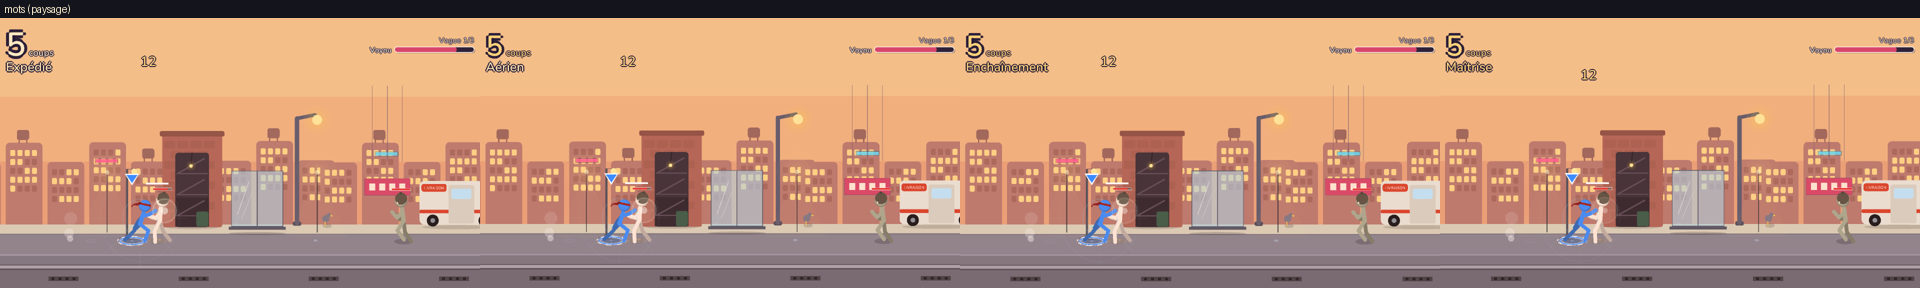 mots (paysage)
5 coups
Expédié
12
Vague 1/3
Voyou
5 coups
Aérien
12
Vague 1/3
Voyou
5 coups
Enchaînement
12
Vague 1/3
Voyou
5 coups
Maîtrise
12
Vague 1/3
Voyou